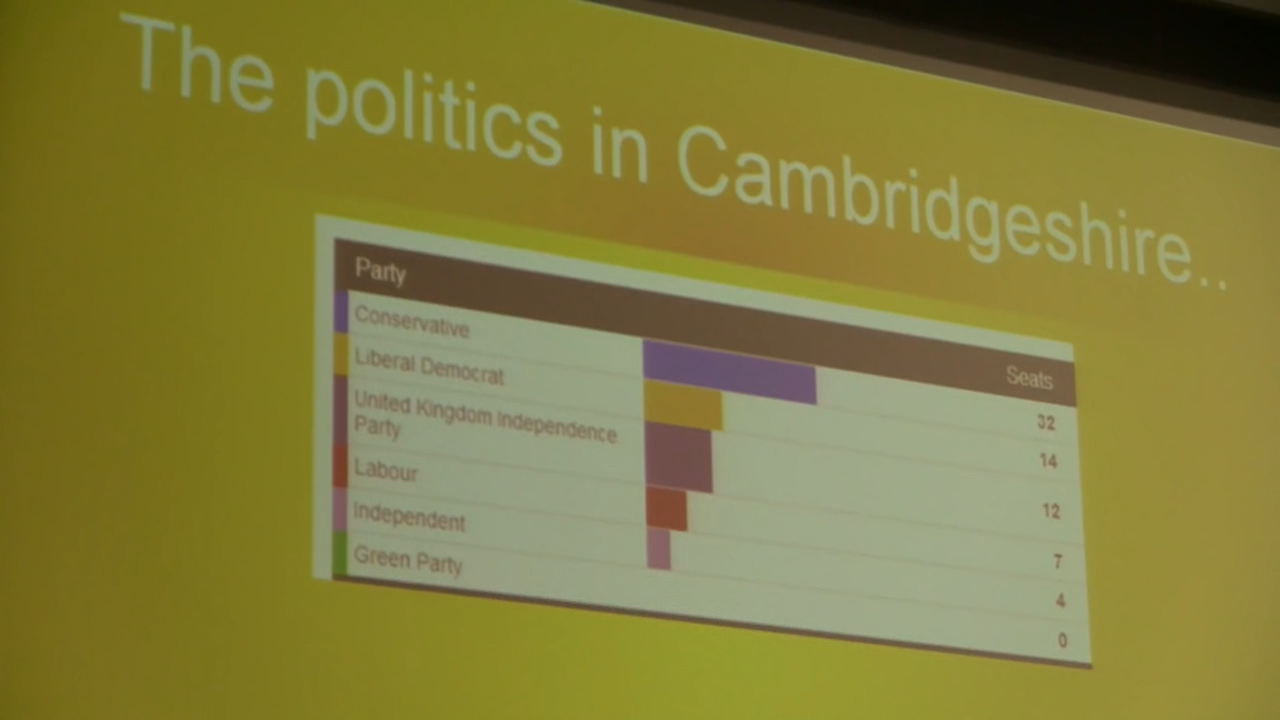 The politics in Cambridgeshire..
Party Seats
Conservative 32
Liberal Democrat 14
United Kingdom Independence
Party 12
Labour 7
Independent 4
Green Party 0